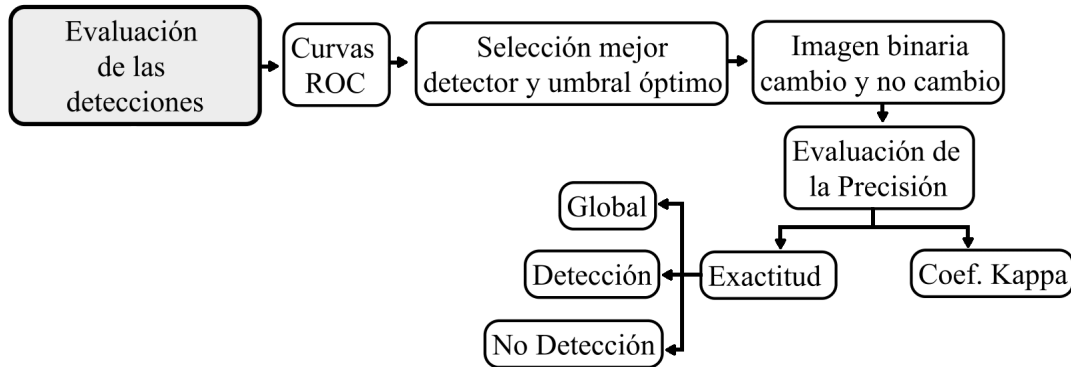 Evaluación
de las
detecciones
Curvas
ROC
Selección mejor
detector y umbral óptimo
Imagen binaria
cambio y no cambio
Evaluación de
la Precisión
Global
Detección
No Detección
Exactitud
Coef. Kappa